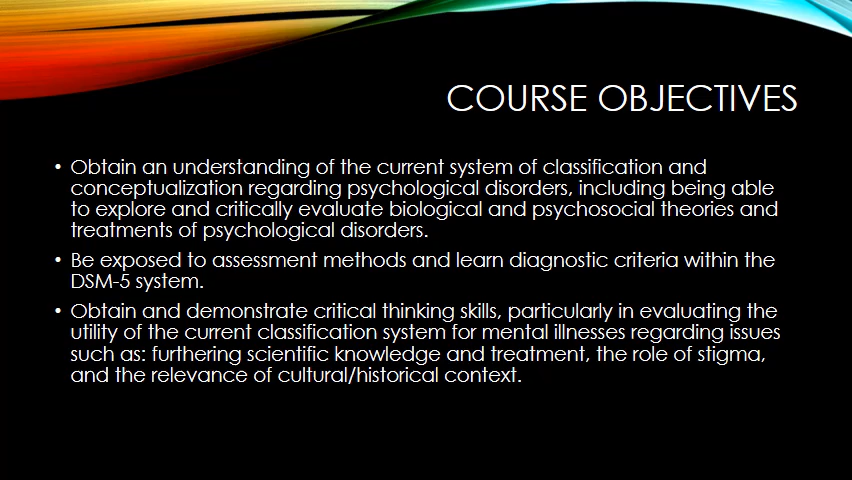 COURSE OBJECTIVES
• Obtain an understanding of the current system of classification and
conceptualization regarding psychological disorders, including being able
to explore and critically evaluate biological and psychosocial theories and
treatments of psychological disorders.
• Be exposed to assessment methods and learn diagnostic criteria within the
DSM-5 system.
• Obtain and demonstrate critical thinking skills, particularly in evaluating the
utility of the current classification system for mental illnesses regarding issues
such as: furthering scientific knowledge and treatment, the role of stigma,
and the relevance of cultural/historical context.